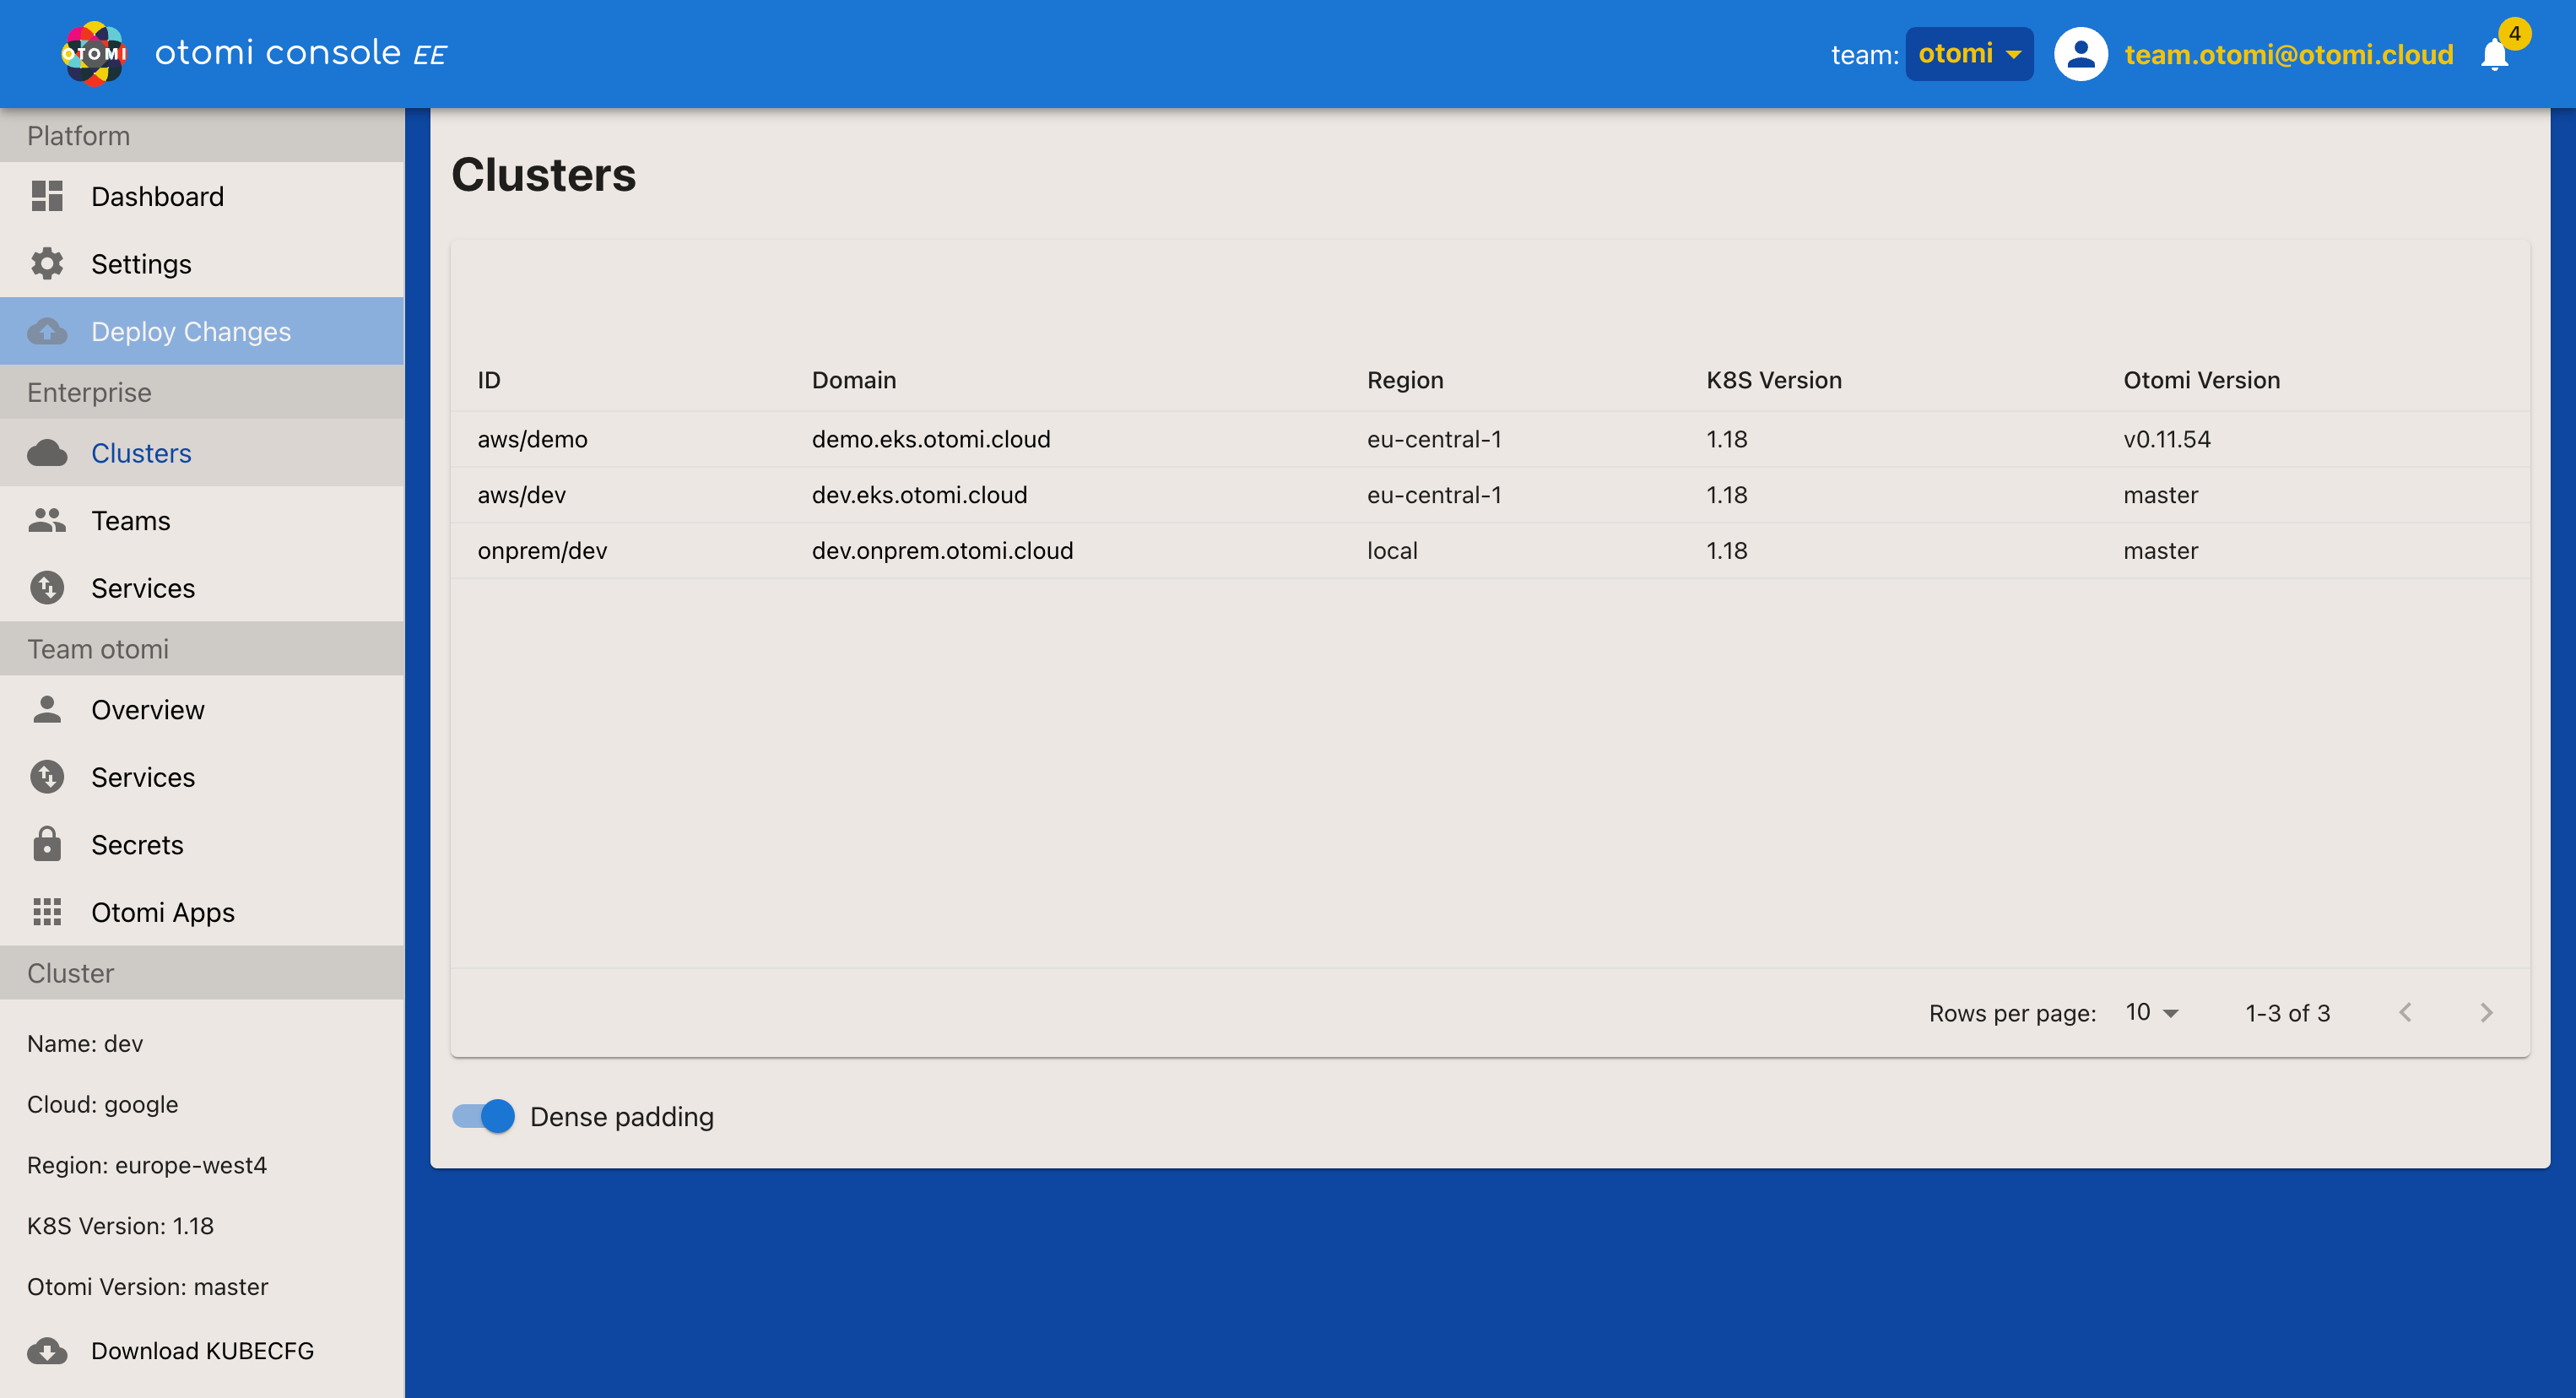 OTOMI
otomi console EE
team: otomi
team.otomi@otomi.cloud
4
Platform
Dashboard
Settings
Deploy Changes
Enterprise
Clusters
Teams
Services
Team otomi
Overview
Services
Secrets
Otomi Apps
Cluster
Name: dev
Cloud: google
Region: europe-west4
K8S Version: 1.18
Otomi Version: master
Download KUBECFG
Clusters
ID Domain Region K8S Version Otomi Version
aws/demo demo.eks.otomi.cloud eu-central-1 1.18 v0.11.54
aws/dev dev.eks.otomi.cloud eu-central-1 1.18 master
onprem/dev dev.onprem.otomi.cloud local 1.18 master
Rows per page: 10 1-3 of 3
Dense padding